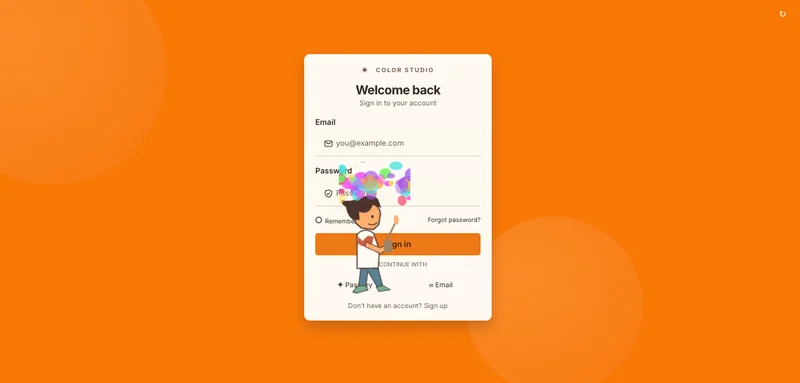 COLOR STUDIO
Welcome back
Sign in to your account
Email
you@example.com
Password
Forgot password?
CONTINUE WITH
Email
Don't have an account? Sign up